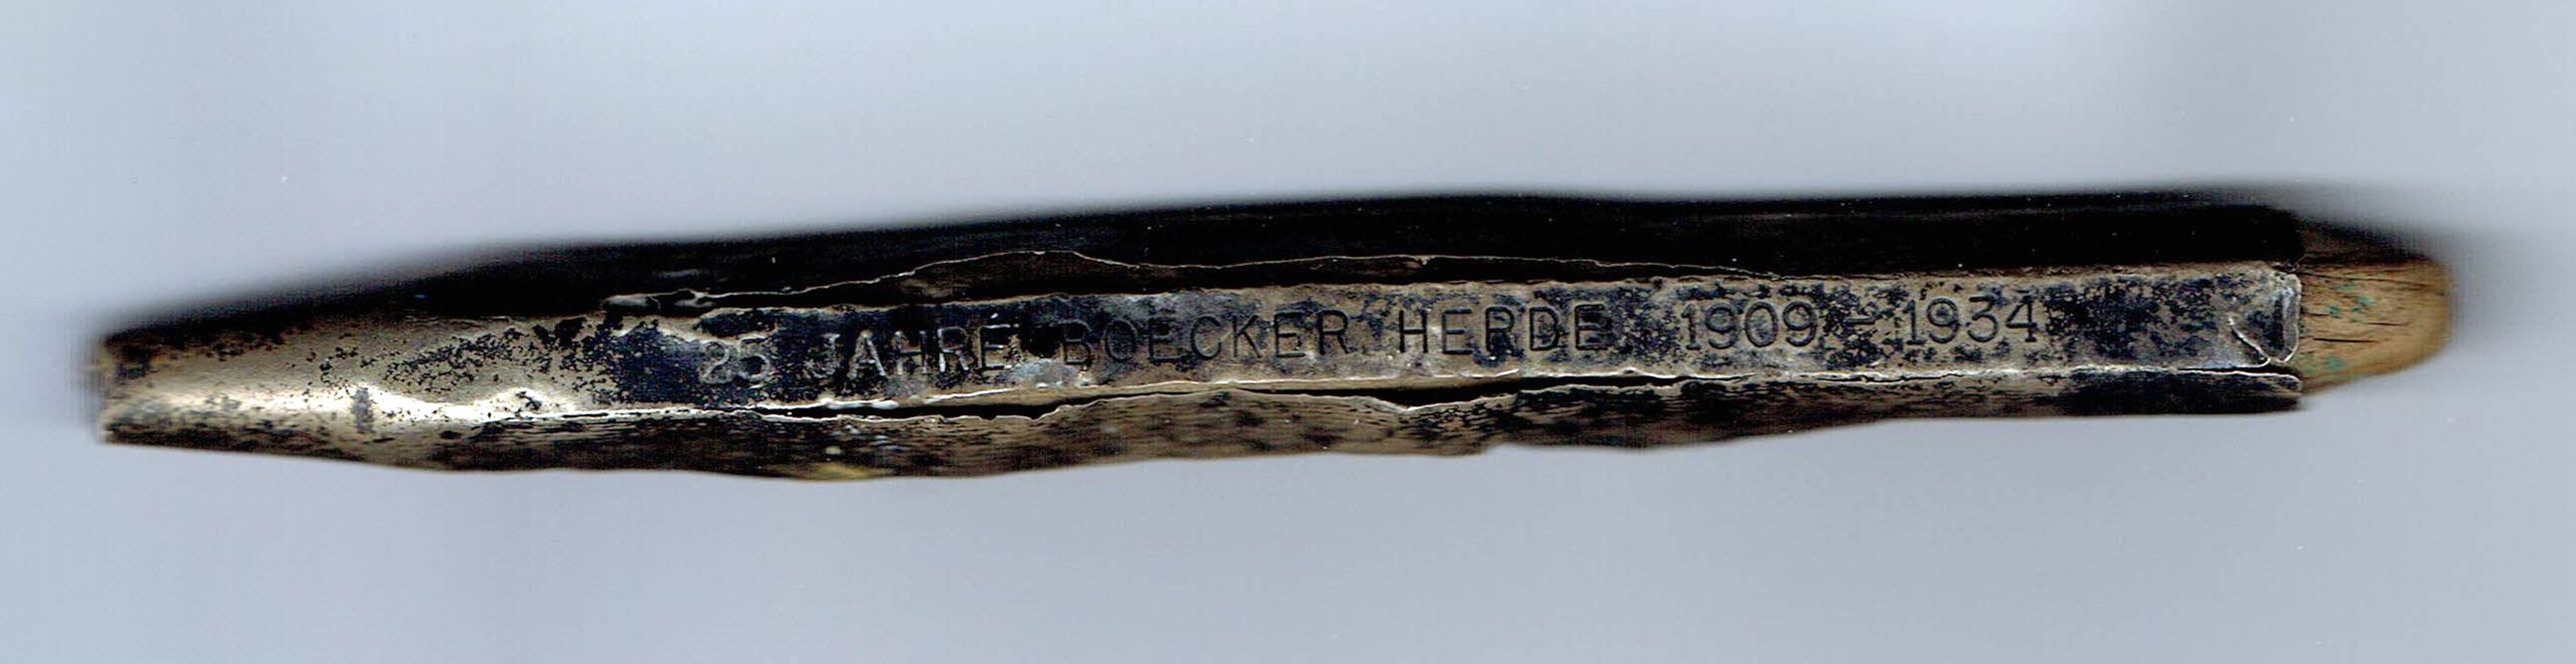 25 JAHRE BOECKER HERDE 1909 - 1934